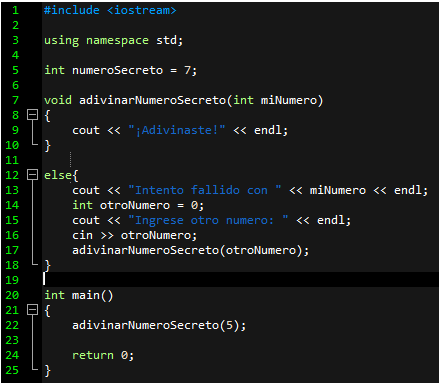 1 #include <iostream>
2
3 using namespace std;
4
5 int numeroSecreto = 7;
6
7 void adivinarNumeroSecreto(int miNumero)
8 {
9 cout << "¡Adivinaste!" << endl;
10 }
11
12 else{
13 cout << "Intento fallido con " << miNumero << endl;
14 int otroNumero = 0;
15 cout << "Ingrese otro numero: " << endl;
16 cin >> otroNumero;
17 adivinarNumeroSecreto(otroNumero);
18 }
19
20 int main()
21 {
22 adivinarNumeroSecreto(5);
23
24 return 0;
25 }